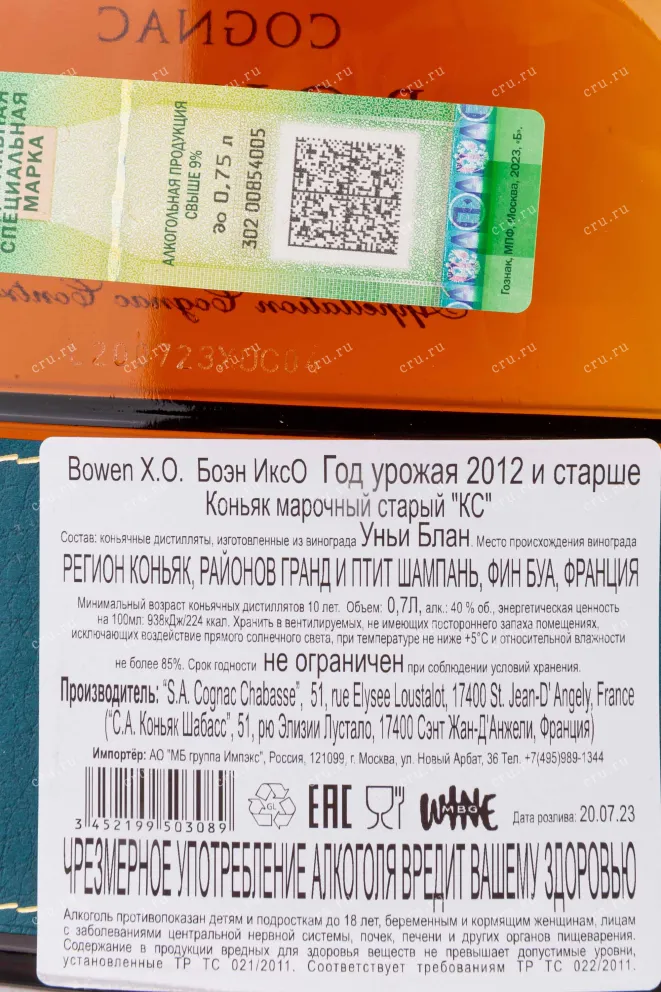 COGNAC
СПЕЦИАЛЬНАЯ
МАРКА
АЛКОГОЛЬНАЯ ПРОДУКЦИЯ
СВЫШЕ 9%
до 0,75 л
302 00854005
Гознак, МПФ, Москва, 2023, «Б».
Appellation Cognac
Bowen X.O. Боэн ИксО Год урожая 2012 и старше
Коньяк марочный старый "КС"
Состав: коньячные дистилляты, изготовленные из винограда Уньи Блан. Место происхождения винограда
РЕГИОН КОНЬЯК, РАЙОНОВ ГРАНД И ПТИТ ШАМПАНЬ, ФИН БУА, ФРАНЦИЯ
Минимальный возраст коньячных дистиллятов 10 лет. Объем: 0,7Л, алк.: 40 % об., энергетическая ценность
на 100мл: 938кДж/224 ккал. Хранить в вентилируемых, не имеющих постороннего запаха помещениях,
исключающих воздействие прямого солнечного света, при температуре не ниже +5°С и относительной влажности
не более 85%. Срок годности не ограничен при соблюдении условий хранения.
Производитель: “S.A. Cognac Chabasse”, 51, rue Elysee Loustalot, 17400 St. Jean-D'Angely, France
(“С.А. Коньяк Шабасс”, 51, рю Элизии Лустало, 17400 Сэнт Жан-Д'Анжели, Франция)
Импортёр: АО "МБ группа Импэкс", Россия, 121099, г. Москва, ул. Новый Арбат, 36 Тел. +7(495)989-1344
3 452199 503089
GL
EAC
WINE
MBG
Дата розлива: 20.07.23
ЧРЕЗМЕРНОЕ УПОТРЕБЛЕНИЕ АЛКОГОЛЯ ВРЕДИТ ВАШЕМУ ЗДОРОВЬЮ
Алкоголь противопоказан детям и подросткам до 18 лет, беременным и кормящим женщинам, лицам
с заболеваниями центральной нервной системы, почек, печени и других органов пищеварения.
Содержание в продукции вредных для здоровья веществ не превышает допустимые уровни,
установленные ТР ТС 021/2011. Соответствует требованиям ТР ТС 022/2011.
cru.ru